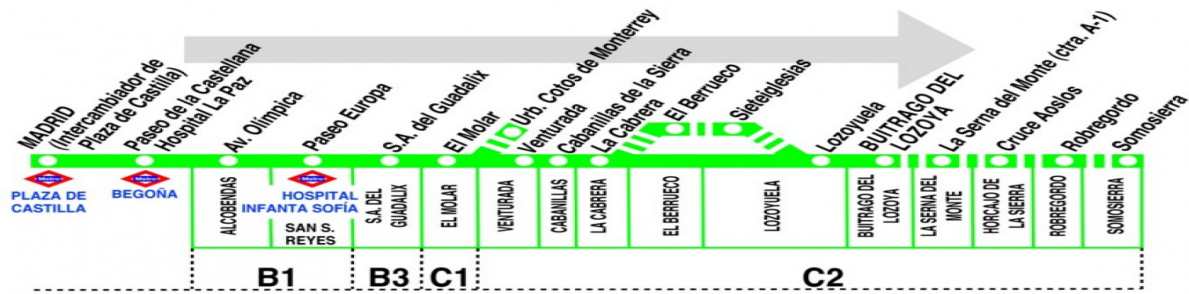 MADRID
(Intercambiador de
Plaza de Castilla)
Paseo de la Castellana
Hospital La Paz
Av. Olímpica
Paseo Europa
S.A. del Guadalix
El Molar
Urb. Cotos de Monterrey
Venturada
Cabanillas de la Sierra
La Cabrera
El Berrueco
Sieteiglesias
Lozoyuela
BUITRAGO DEL
LOZOYA
La Serna del Monte (ctra. A-1)
Cruce Aoslos
Robregordo
Somosierra
Metro
PLAZA DE
CASTILLA
Metro
BEGOÑA
Metro
HOSPITAL
INFANTA SOFÍA
ALCOBENDAS
SAN S.
REYES
S.A. DEL
GUADALIX
EL MOLAR
VENTURADA
CABANILLAS
LA CABRERA
EL BERRUECO
LOZOYUELA
BUITRAGO DEL
LOZOYA
LA SERNA DEL
MONTE
HORCAJO DE
LA SIERRA
ROBREGORDO
SOMOSIERRA
B1
B3
C1
C2